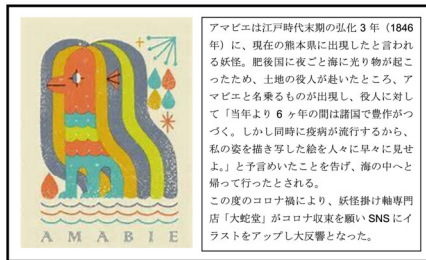 アマビエは江戸時代末期の弘化 3 年（1846
年）に、現在の熊本県に出現したと言われ
る妖怪。肥後国に夜ごと海に光り物が起こ
ったため、土地の役人が赴いたところ、ア
マビエと名乗るものが出現し、役人に対し
て「当年より 6 ヶ年の間は諸国で豊作がつ
づく。しかし同時に疫病が流行するから、
私の姿を描き写した絵を人々に早々に見せ
よ。」と予言めいたことを告げ、海の中へと
帰って行ったとされる。
この度のコロナ禍により、妖怪掛け軸専門
店「大蛇堂」がコロナ収束を願い SNS にイ
ラストをアップし大反響となった。
AMABIE